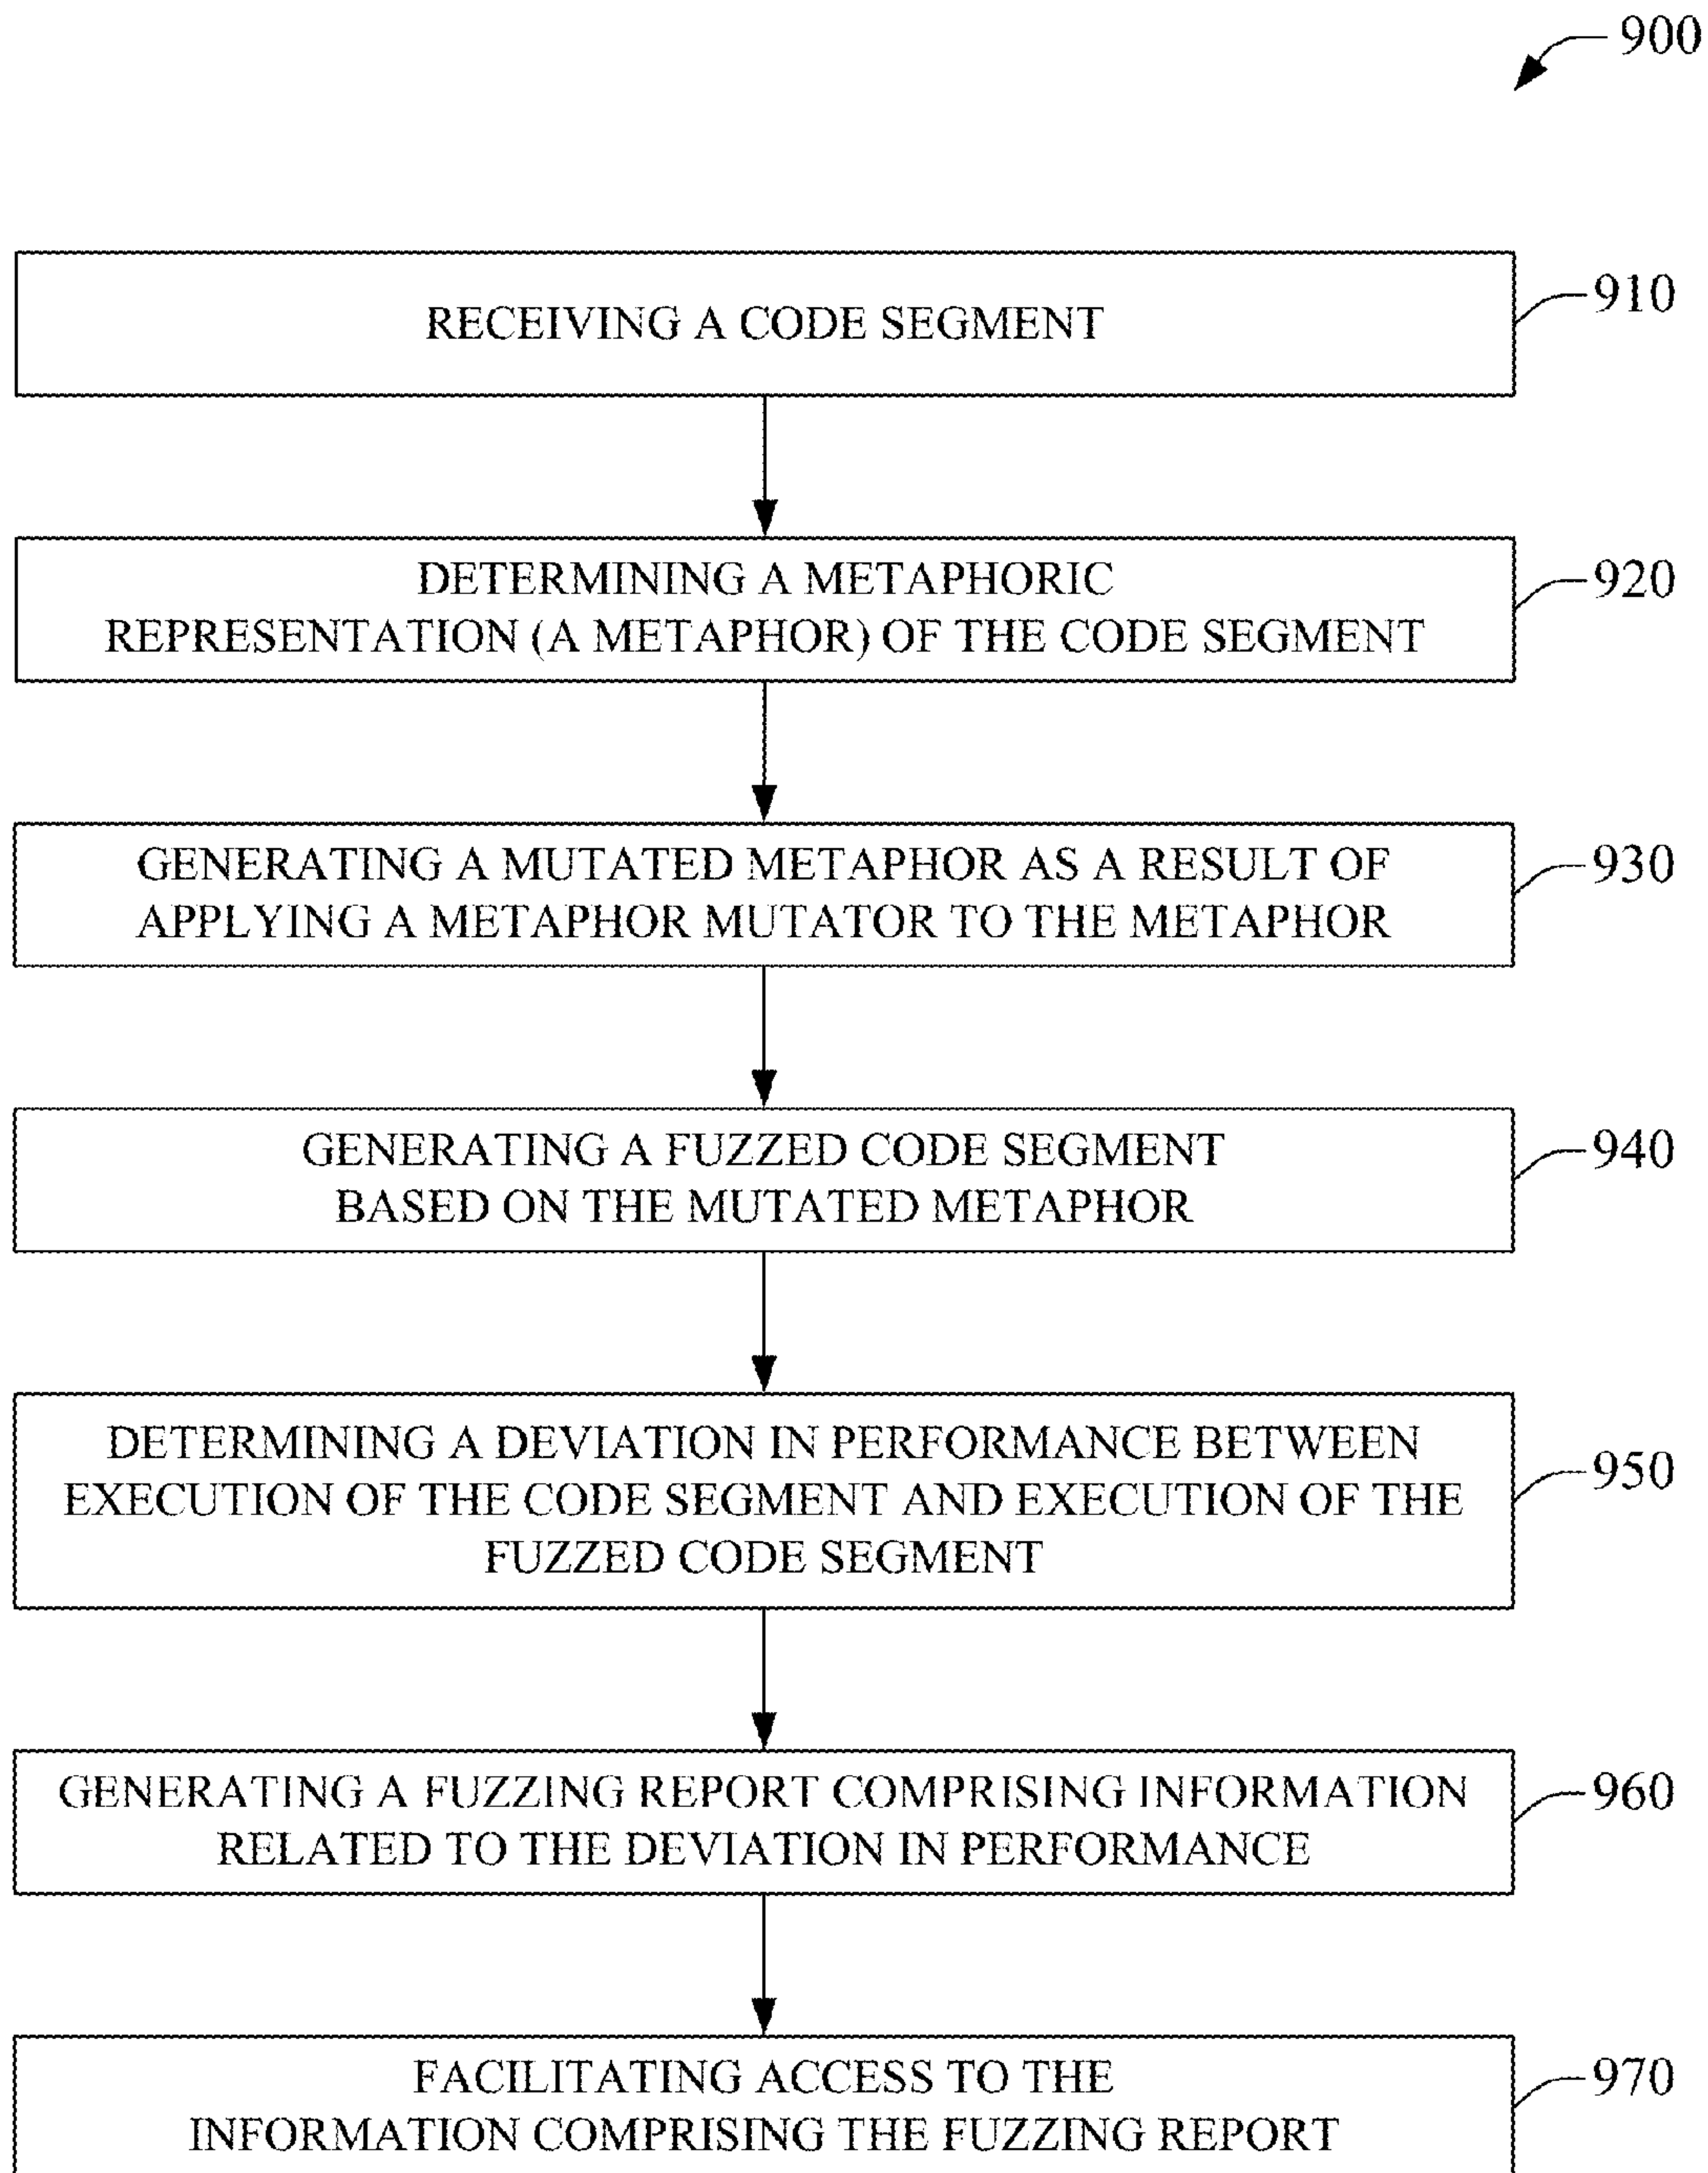 900
RECEIVING A CODE SEGMENT
910
DETERMINING A METAPHORIC
REPRESENTATION (A METAPHOR) OF THE CODE SEGMENT
920
GENERATING A MUTATED METAPHOR AS A RESULT OF
APPLYING A METAPHOR MUTATOR TO THE METAPHOR
930
GENERATING A FUZZED CODE SEGMENT
BASED ON THE MUTATED METAPHOR
940
DETERMINING A DEVIATION IN PERFORMANCE BETWEEN
EXECUTION OF THE CODE SEGMENT AND EXECUTION OF THE
FUZZED CODE SEGMENT
950
GENERATING A FUZZING REPORT COMPRISING INFORMATION
RELATED TO THE DEVIATION IN PERFORMANCE
960
FACILITATING ACCESS TO THE
INFORMATION COMPRISING THE FUZZING REPORT
970